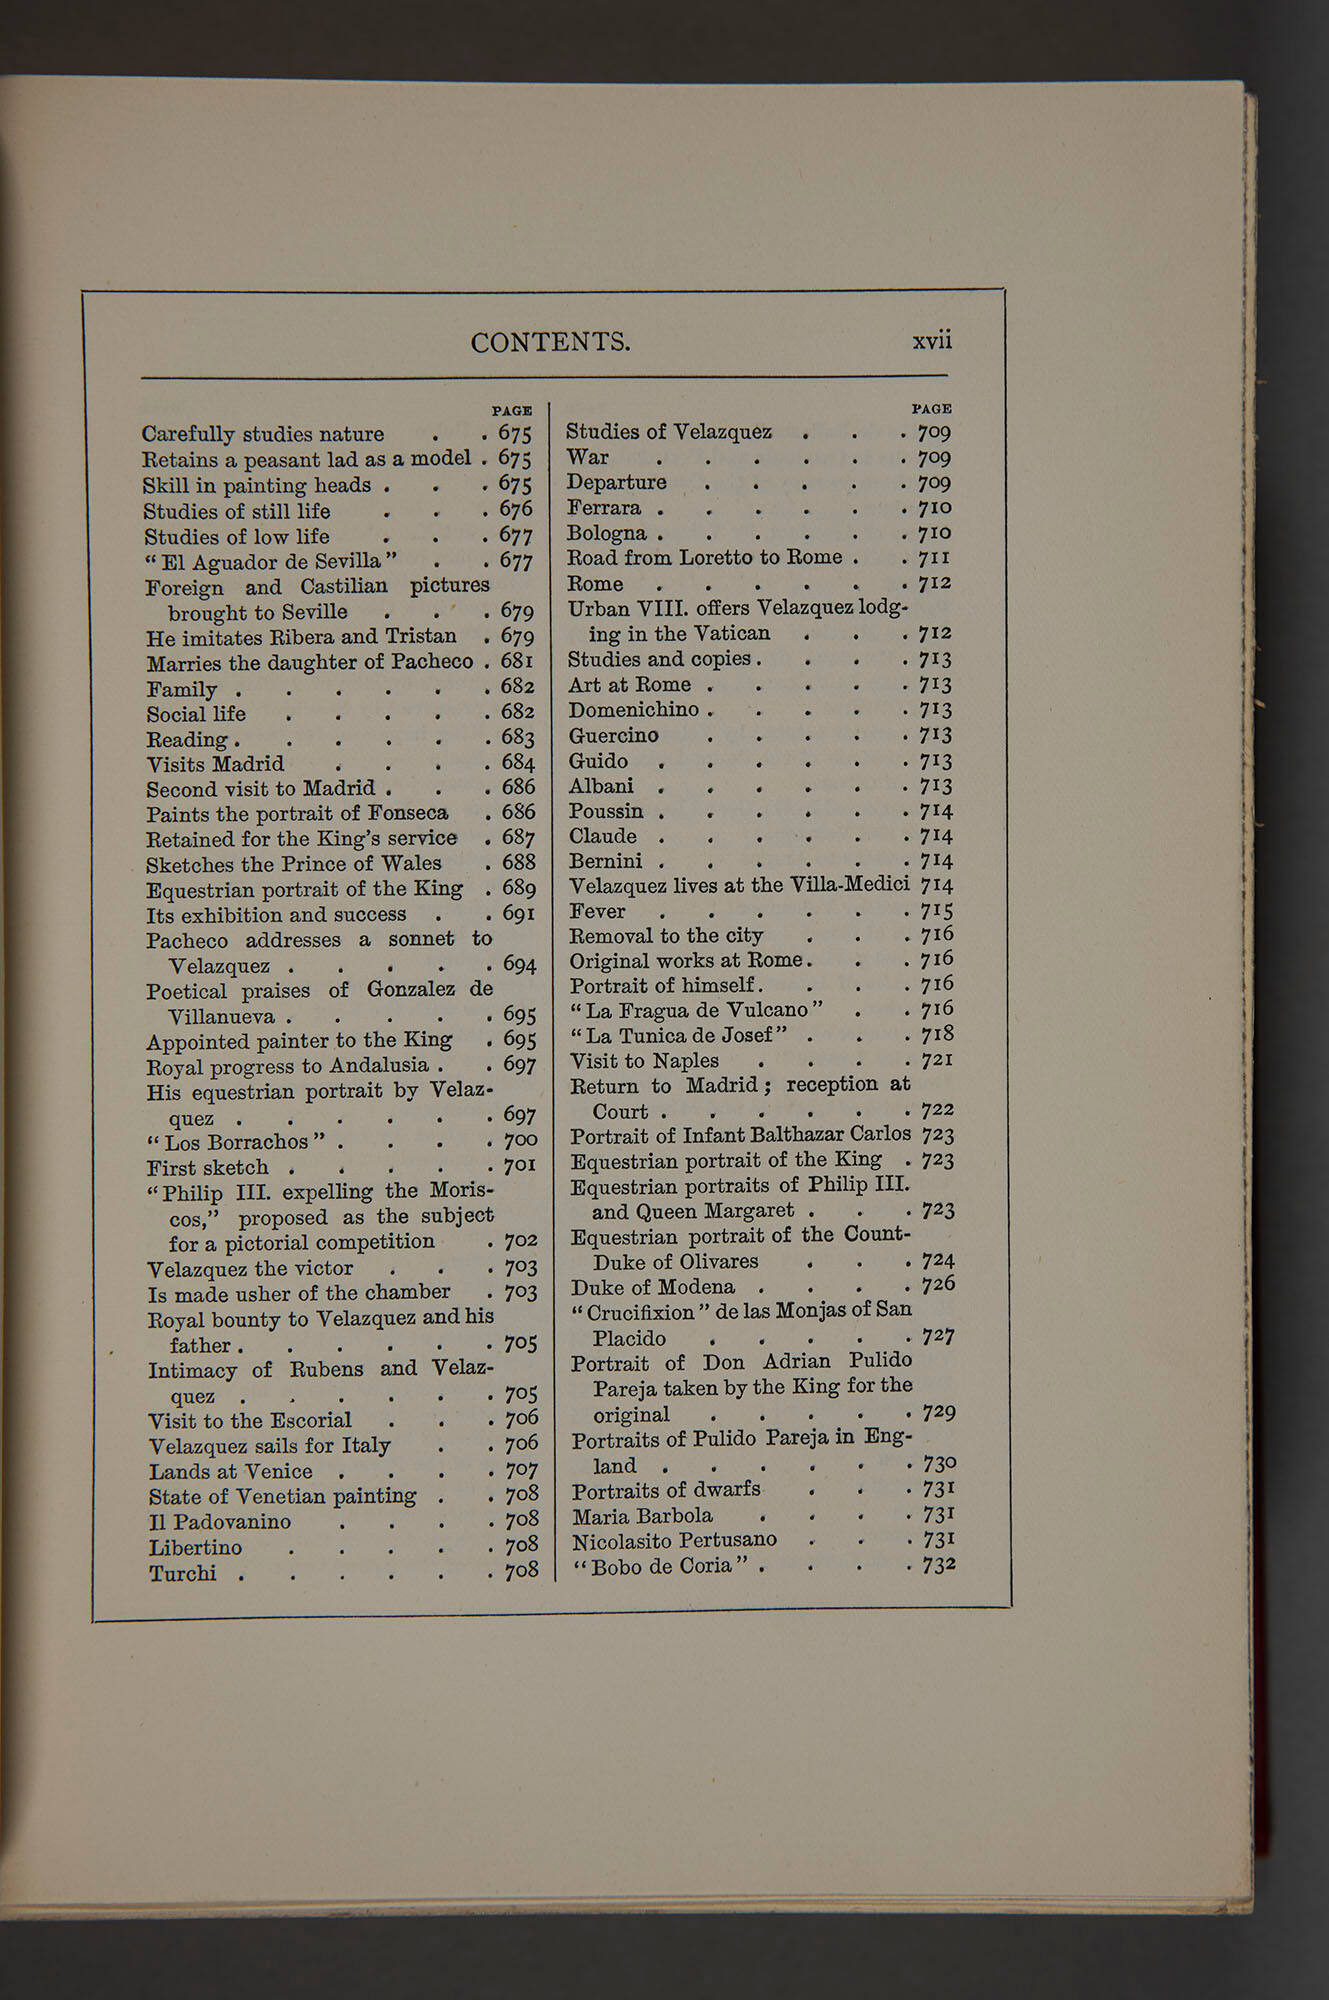 CONTENTS. xvii
PAGE
Carefully studies nature . . 675
Retains a peasant lad as a model . 675
Skill in painting heads . . . 675
Studies of still life . . . 676
Studies of low life . . . 677
“El Aguador de Sevilla” . . 677
Foreign and Castilian pictures
brought to Seville . . . 679
He imitates Ribera and Tristan . 679
Marries the daughter of Pacheco . 681
Family . . . . . . 682
Social life . . . . . 682
Reading . . . . . . 683
Visits Madrid . . . . 684
Second visit to Madrid . . . 686
Paints the portrait of Fonseca . 686
Retained for the King’s service . 687
Sketches the Prince of Wales . 688
Equestrian portrait of the King . 689
Its exhibition and success . . 691
Pacheco addresses a sonnet to
Velazquez . . . . . 694
Poetical praises of Gonzalez de
Villanueva . . . . . 695
Appointed painter to the King . 695
Royal progress to Andalusia . . 697
His equestrian portrait by Velaz-
quez . . . . . . 697
“Los Borrachos” . . . . 700
First sketch . . . . . 701
“Philip III. expelling the Moris-
cos,” proposed as the subject
for a pictorial competition . 702
Velazquez the victor . . . 703
Is made usher of the chamber . 703
Royal bounty to Velazquez and his
father . . . . . . 705
Intimacy of Rubens and Velaz-
quez . . . . . . 705
Visit to the Escorial . . . 706
Velazquez sails for Italy . . 706
Lands at Venice . . . . 707
State of Venetian painting . . 708
Il Padovanino . . . . 708
Libertino . . . . . 708
Turchi . . . . . . 708
PAGE
Studies of Velazquez . . . 709
War . . . . . . 709
Departure . . . . . 709
Ferrara . . . . . . 710
Bologna . . . . . . 710
Road from Loretto to Rome . . 711
Rome . . . . . . 712
Urban VIII. offers Velazquez lodg-
ing in the Vatican . . . 712
Studies and copies . . . . 713
Art at Rome . . . . . 713
Domenichino . . . . . 713
Guercino . . . . . 713
Guido . . . . . . 713
Albani . . . . . . 713
Poussin . . . . . . 714
Claude . . . . . . 714
Bernini . . . . . . 714
Velazquez lives at the Villa-Medici 714
Fever . . . . . . 715
Removal to the city . . . 716
Original works at Rome . . . 716
Portrait of himself . . . . 716
“La Fragua de Vulcano” . . 716
“La Tunica de Josef” . . . 718
Visit to Naples . . . . 721
Return to Madrid; reception at
Court . . . . . . 722
Portrait of Infant Balthazar Carlos 723
Equestrian portrait of the King . 723
Equestrian portraits of Philip III.
and Queen Margaret . . . 723
Equestrian portrait of the Count-
Duke of Olivares . . . 724
Duke of Modena . . . . 726
“Crucifixion” de las Monjas of San
Placido . . . . . 727
Portrait of Don Adrian Pulido
Pareja taken by the King for the
original . . . . . 729
Portraits of Pulido Pareja in Eng-
land . . . . . . 730
Portraits of dwarfs . . . 731
Maria Barbola . . . . 731
Nicolasito Pertusano . . . 731
“Bobo de Coria” . . . . 732